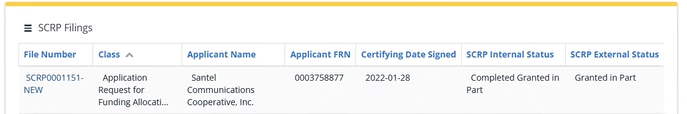 SCRP Filings
File Number Class Applicant Name Applicant FRN Certifying Date Signed SCRP Internal Status SCRP External Status
SCRP0001151- Application Santel 0003758877 2022-01-28 Completed Granted in Granted in Part
NEW Request for Communications Part
Funding Allocati... Cooperative, Inc.